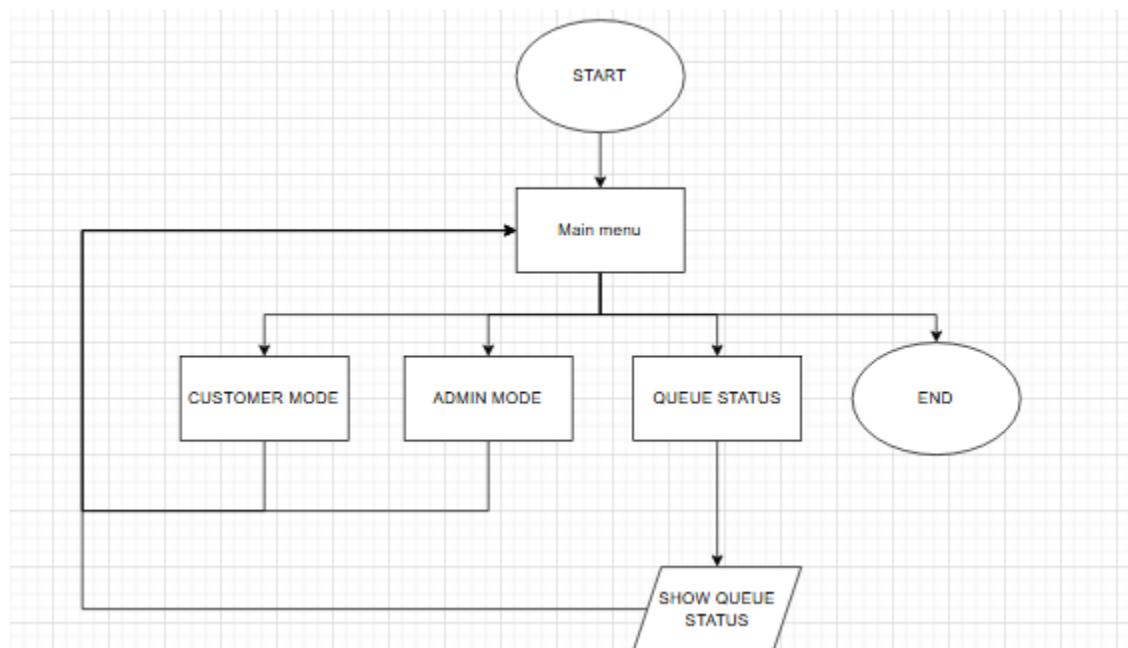 START
Main menu
CUSTOMER MODE
ADMIN MODE
QUEUE STATUS
END
SHOW QUEUE
STATUS